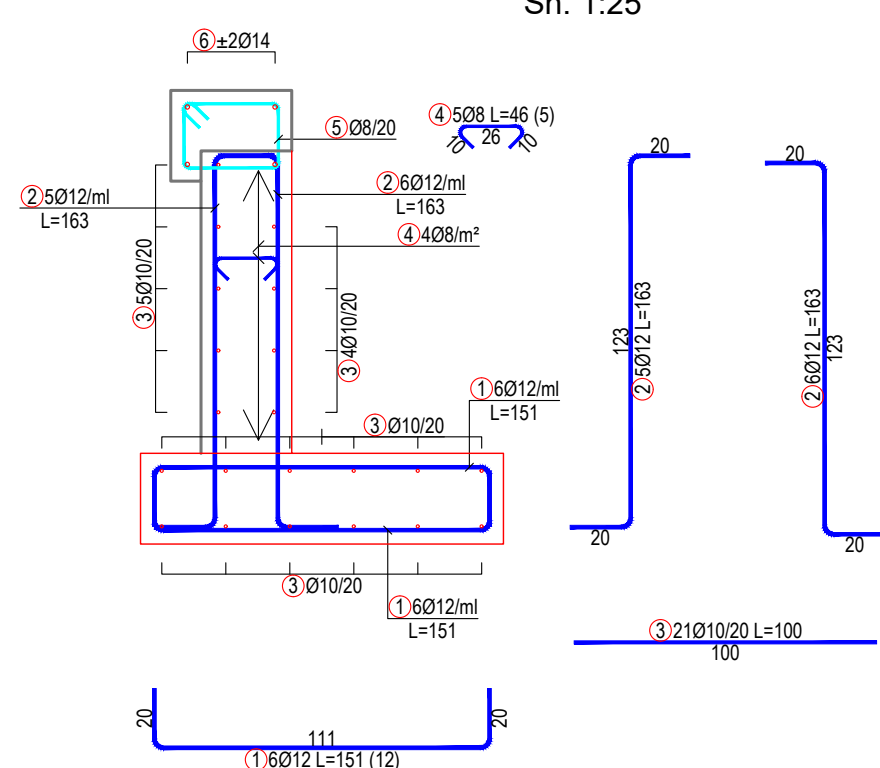 Sh. 1:25
6 ±2Ø14
4 5Ø8 L=46 (5)
10 26 10
5 Ø8/20
2 5Ø12/ml
L=163
2 6Ø12/ml
L=163
4 4Ø8/m²
3 5Ø10/20
3 4Ø10/20
1 6Ø12/ml
L=151
3 Ø10/20
3 Ø10/20
1 6Ø12/ml
L=151
20
123
2 5Ø12 L=163
20
20
2 6Ø12 L=163
123
20
3 21Ø10/20 L=100
100
20
111
20
1 6Ø12 L=151 (12)